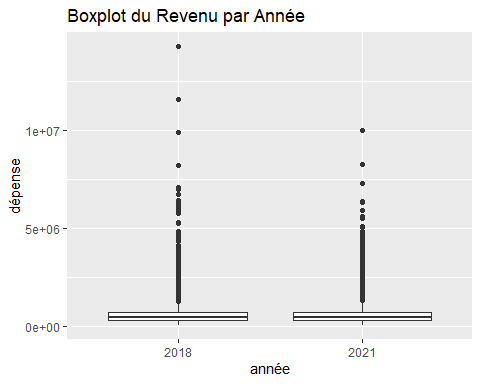 Boxplot du Revenu par Année
dépense
1e+07
5e+06
0e+00
2018
2021
année